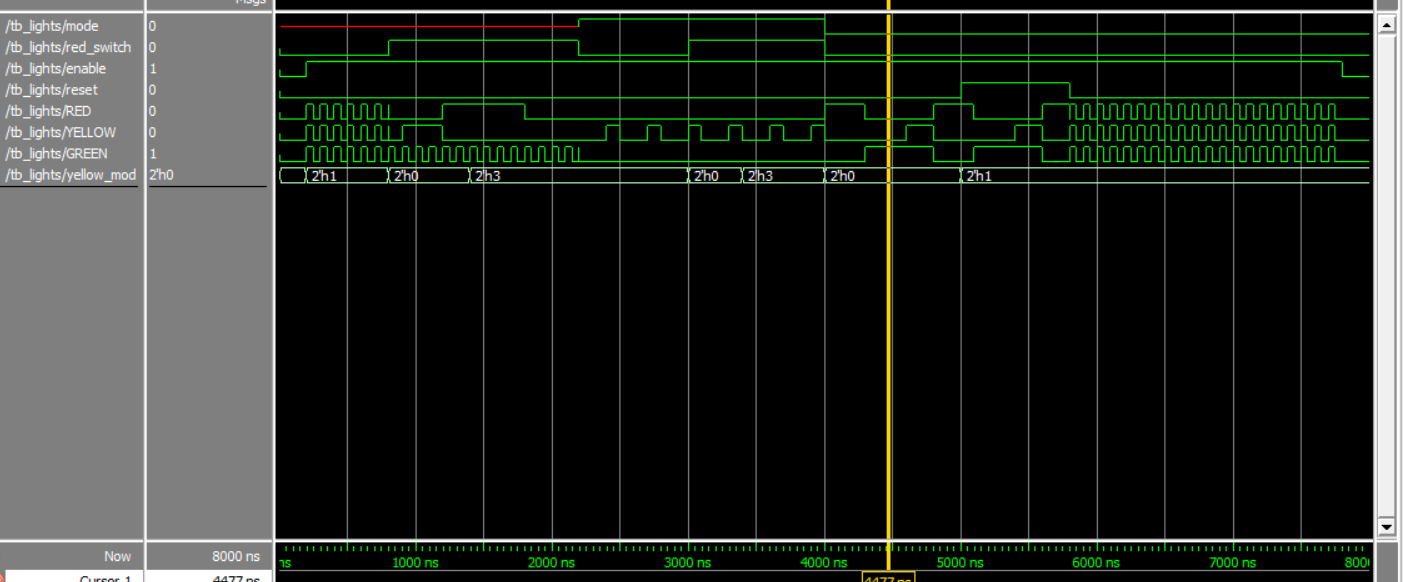 Msgs
/tb_lights/mode 0
/tb_lights/red_switch 0
/tb_lights/enable 1
/tb_lights/reset 0
/tb_lights/RED 0
/tb_lights/YELLOW 0
/tb_lights/GREEN 1
/tb_lights/yellow_mod 2'h0 2'h1 2'h0 2'h3 2'h0 2'h3 2'h0 2'h1
Now 8000 ns ns 1000 ns 2000 ns 3000 ns 4000 ns 5000 ns 6000 ns 7000 ns 800
Cursor 1 4477 ns 4477 ns